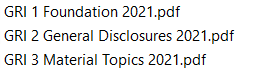 GRI 1 Foundation 2021.pdf
GRI 2 General Disclosures 2021.pdf
GRI 3 Material Topics 2021.pdf